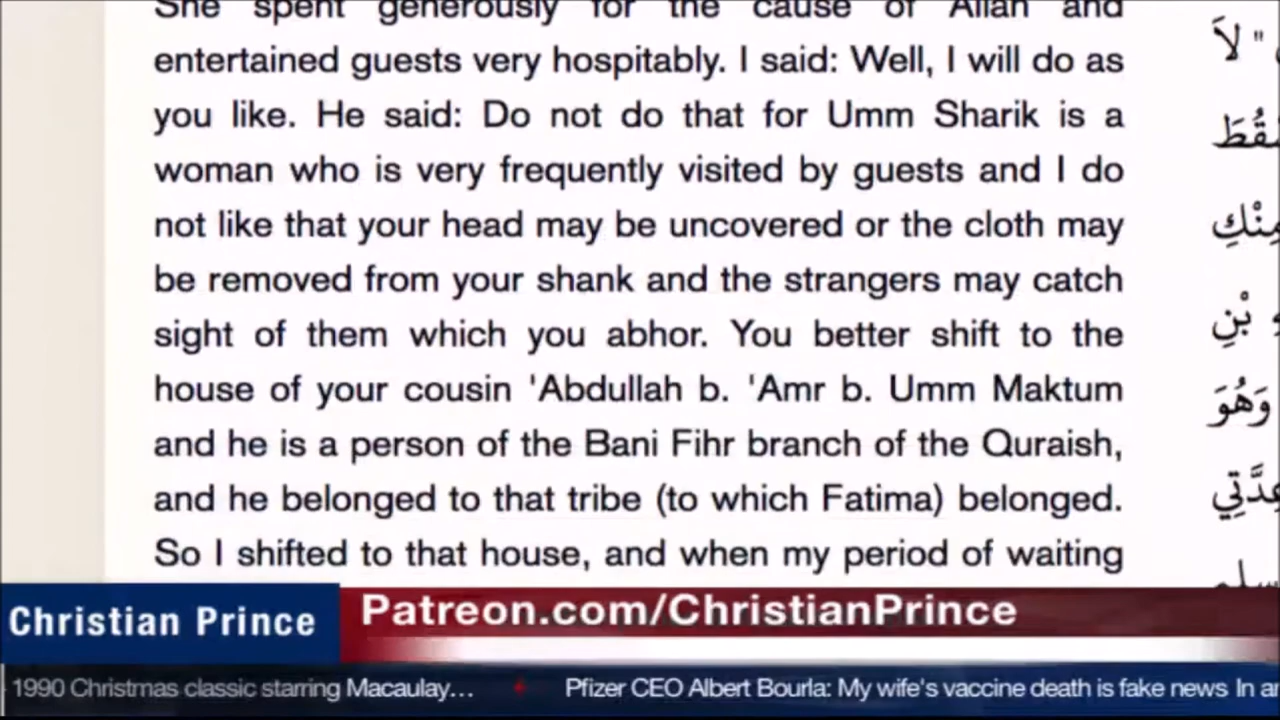 She spent generously for the cause of Allah and
entertained guests very hospitably. I said: Well, I will do as
you like. He said: Do not do that for Umm Sharik is a
woman who is very frequently visited by guests and I do
not like that your head may be uncovered or the cloth may
be removed from your shank and the strangers may catch
sight of them which you abhor. You better shift to the
house of your cousin 'Abdullah b. 'Amr b. Umm Maktum
and he is a person of the Bani Fihr branch of the Quraish,
and he belonged to that tribe (to which Fatima) belonged.
So I shifted to that house, and when my period of waiting
" لاَ
مِنْكِ
بْنِ
وَهُوَ
Christian Prince
Patreon.com/ChristianPrince
1990 Christmas classic starring Macaulay… Pfizer CEO Albert Bourla: My wife's vaccine death is fake news In